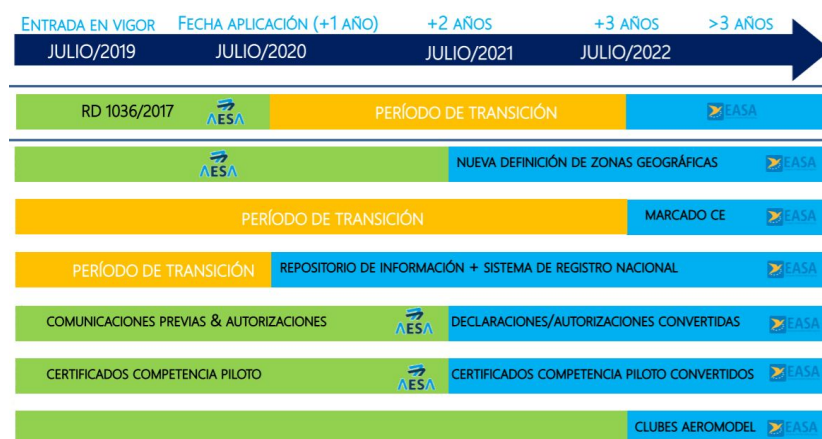 ENTRADA EN VIGOR FECHA APLICACIÓN (+1 AÑO) +2 AÑOS +3 AÑOS >3 AÑOS
JULIO/2019 JULIO/2020 JULIO/2021 JULIO/2022
RD 1036/2017 AESA PERÍODO DE TRANSICIÓN EASA
AESA NUEVA DEFINICIÓN DE ZONAS GEOGRÁFICAS EASA
PERÍODO DE TRANSICIÓN MARCADO CE EASA
PERÍODO DE TRANSICIÓN REPOSITORIO DE INFORMACIÓN + SISTEMA DE REGISTRO NACIONAL EASA
COMUNICACIONES PREVIAS & AUTORIZACIONES AESA DECLARACIONES/AUTORIZACIONES CONVERTIDAS EASA
CERTIFICADOS COMPETENCIA PILOTO AESA CERTIFICADOS COMPETENCIA PILOTO CONVERTIDOS EASA
CLUBES AEROMODEL EASA